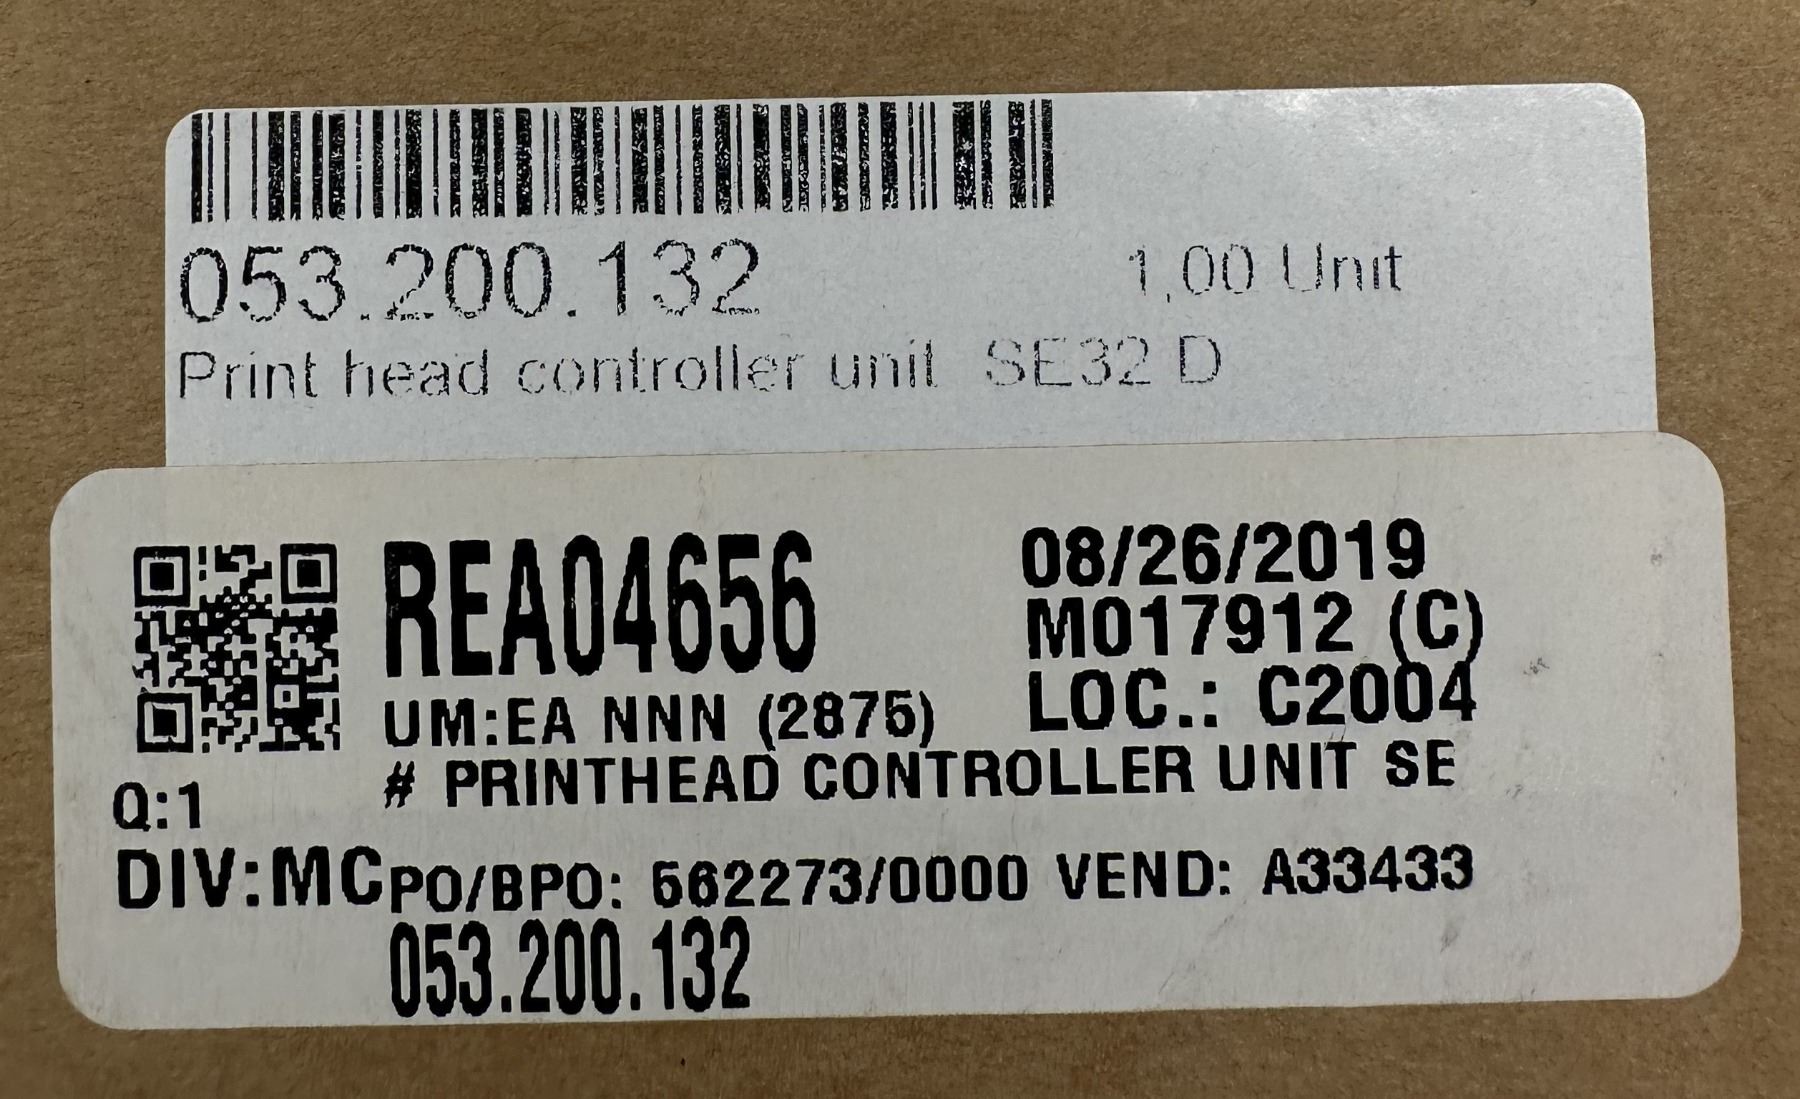 053.200.132 1,00 Unit
Print head controller unit SE32 D
REA04656 08/26/2019
M017912 (C)
UM:EA NNN (2875) LOC.: C2004
# PRINTHEAD CONTROLLER UNIT SE
Q:1
DIV:MC PO/BPO: 562273/0000 VEND: A33433
053.200.132